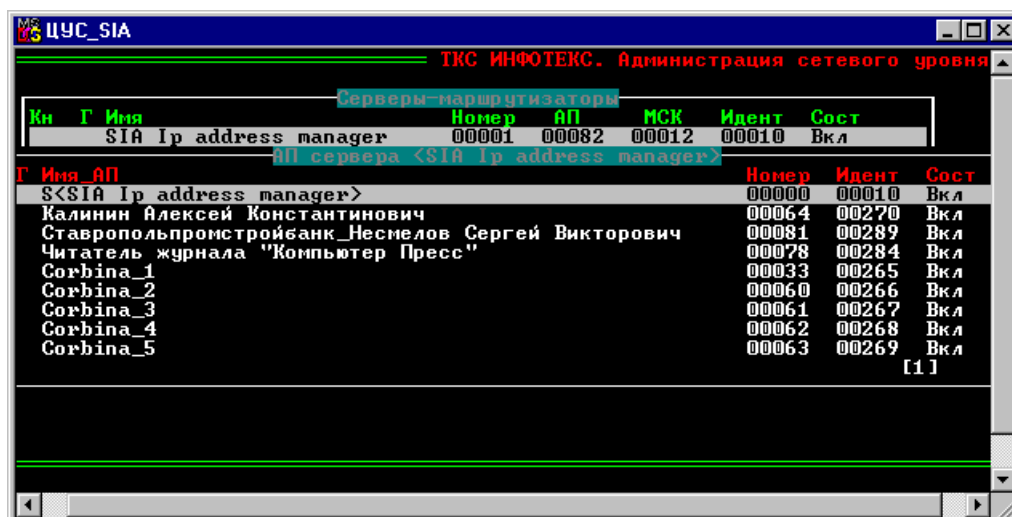 ЦУС_SIA
ТКС ИНФОТЕКС. Администрация сетевого уровня
Серверы-маршрутизаторы
Кн Г Имя Номер АП МСК Идент Сост
SIA Ip address manager 00001 00082 00012 00010 Вкл
АП сервера <SIA Ip address manager>
Г Имя_АП Номер Идент Сост
S<SIA Ip address manager> 00000 00010 Вкл
Калинин Алексей Константинович 00064 00270 Вкл
Ставропольпромстройбанк_Несмелов Сергей Викторович 00081 00289 Вкл
Читатель журнала "Компьютер Пресс" 00078 00284 Вкл
Corbina_1 00033 00265 Вкл
Corbina_2 00060 00266 Вкл
Corbina_3 00061 00267 Вкл
Corbina_4 00062 00268 Вкл
Corbina_5 00063 00269 Вкл
[1]